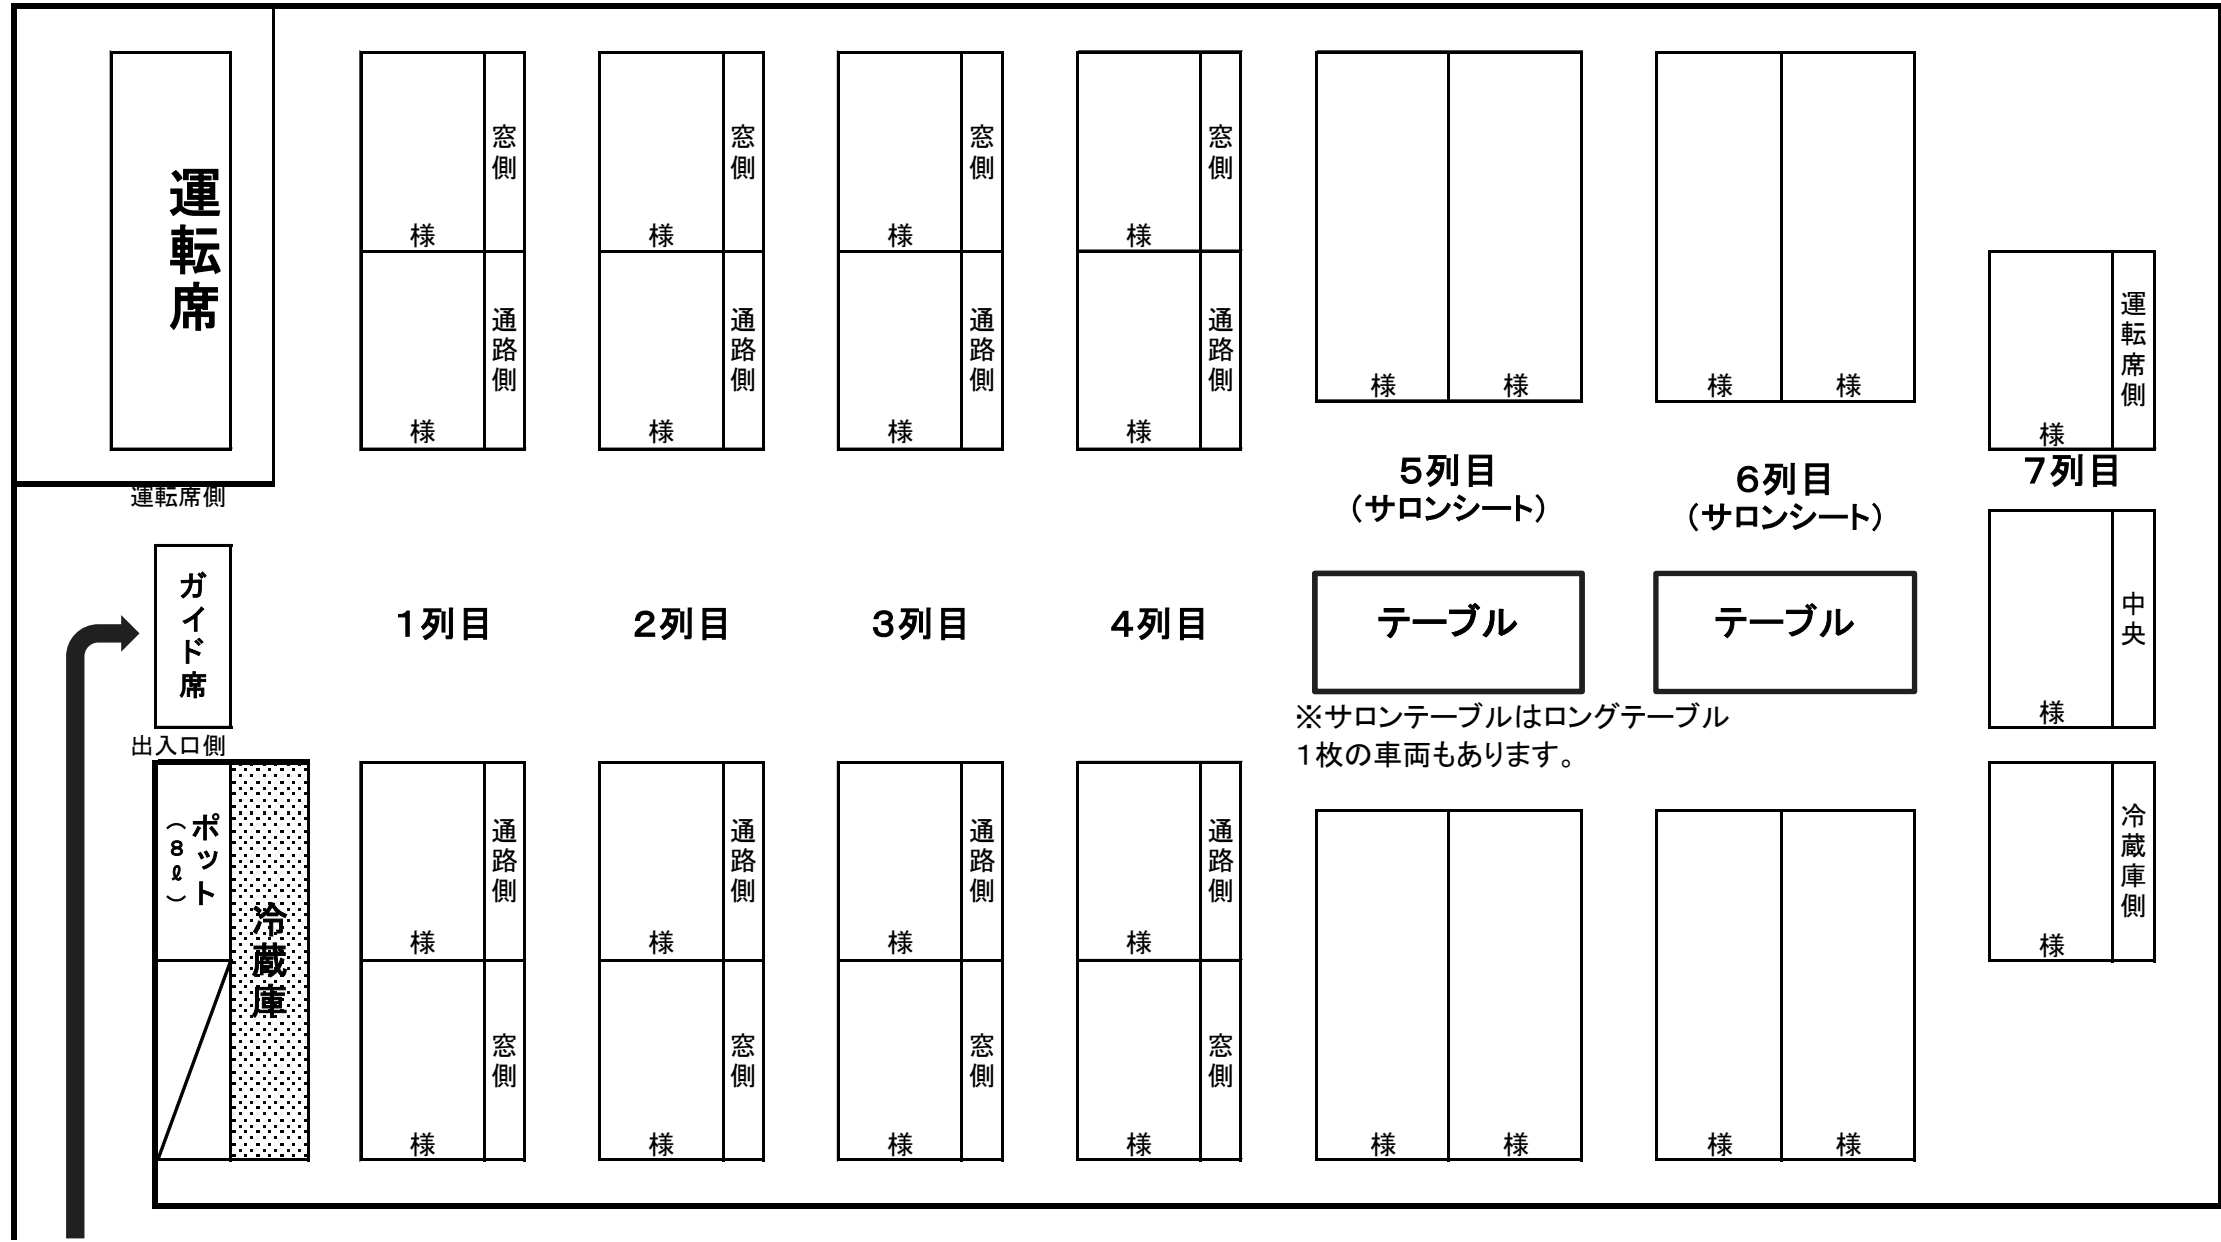 運転席
窓側
様
通路側
様
窓側
様
通路側
様
窓側
様
通路側
様
窓側
様
通路側
様
様
様
様
様
運転席側
様
運転席側
5列目
(サロンシート)
6列目
(サロンシート)
7列目
ガイド席
1列目
2列目
3列目
4列目
テーブル
テーブル
中央
様
出入口側
※サロンテーブルはロングテーブル
1枚の車両もあります。
ポット
(8ℓ)
冷蔵庫
通路側
様
窓側
様
通路側
様
窓側
様
通路側
様
窓側
様
通路側
様
窓側
様
様
様
様
様
冷蔵庫側
様